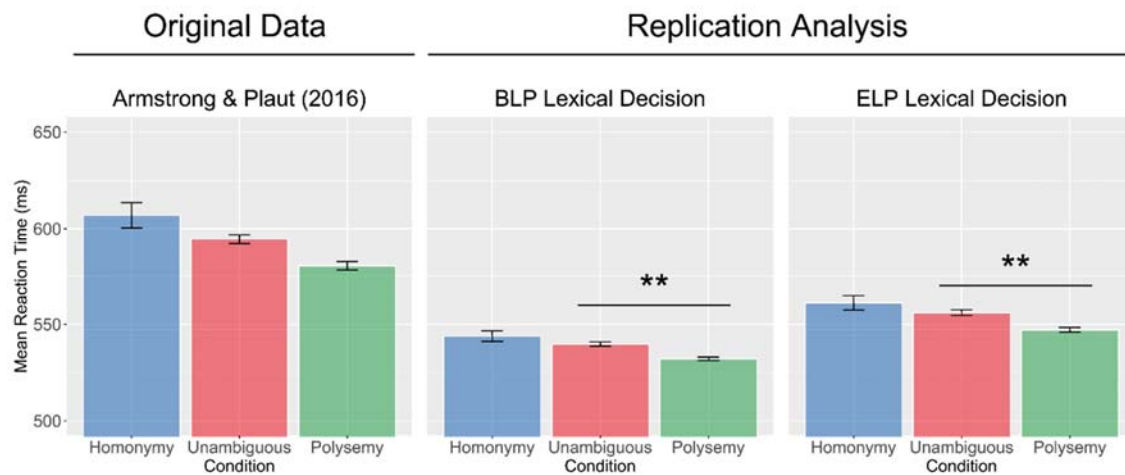 Original Data
Replication Analysis
Armstrong & Plaut (2016)
BLP Lexical Decision
ELP Lexical Decision
Mean Reaction Time (ms)
650
600
550
500
**
**
Homonymy Unambiguous Polysemy
Condition
Homonymy Unambiguous Polysemy
Condition
Homonymy Unambiguous Polysemy
Condition